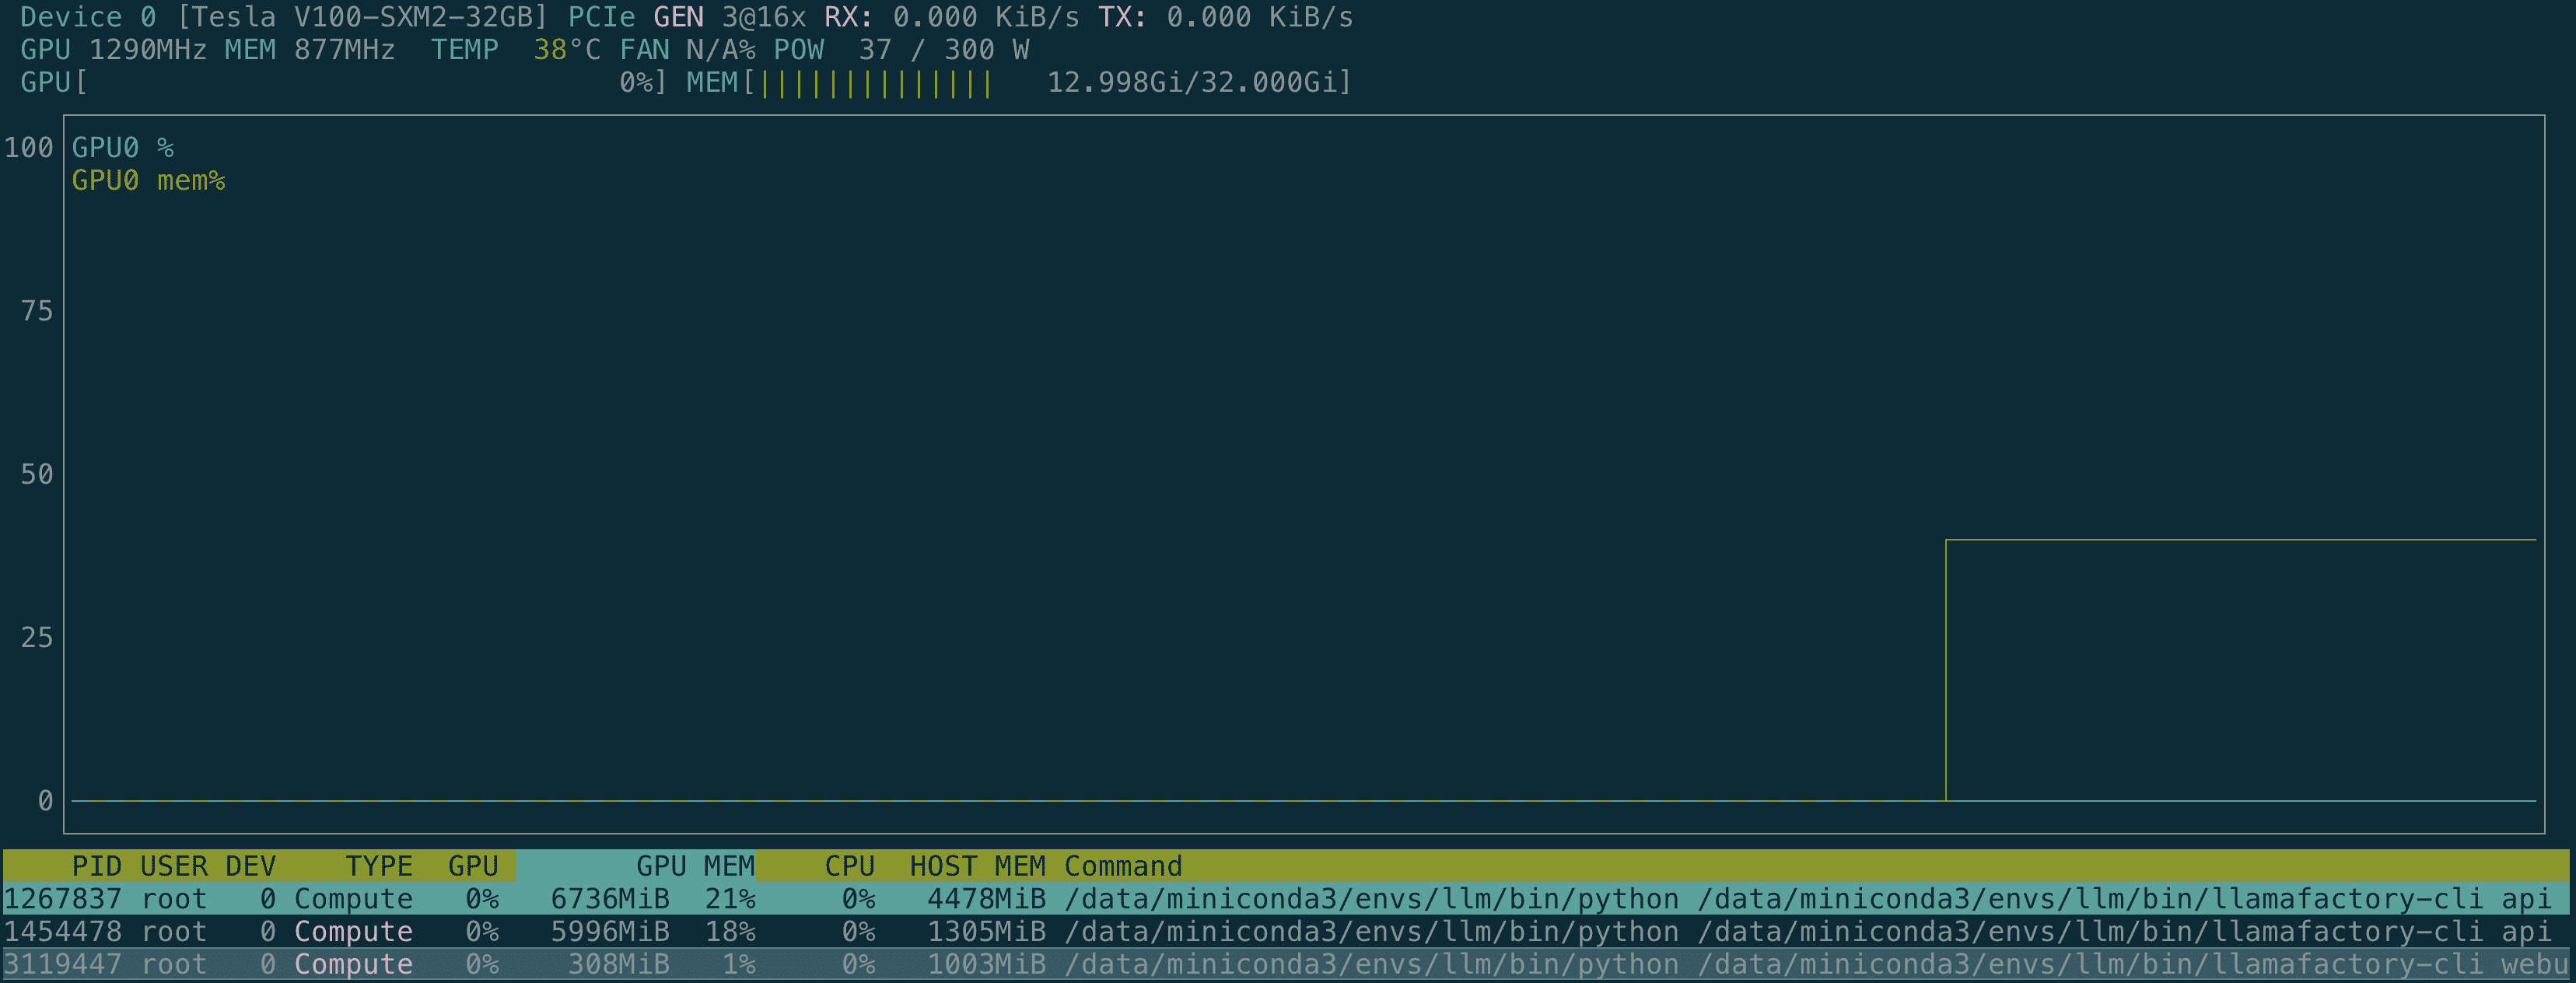 Device 0 [Tesla V100-SXM2-32GB] PCIe GEN 3@16x RX: 0.000 KiB/s TX: 0.000 KiB/s
GPU 1290MHz MEM 877MHz TEMP 38°C FAN N/A% POW 37 / 300 W
GPU[ 0%] MEM[||||||||||||||   12.998Gi/32.000Gi]
100 GPU0 %
GPU0 mem%
75
50
25
0
PID USER DEV TYPE GPU GPU MEM CPU HOST MEM Command
1267837 root 0 Compute 0% 6736MiB 21% 0% 4478MiB /data/miniconda3/envs/llm/bin/python /data/miniconda3/envs/llm/bin/llamafactory-cli api
1454478 root 0 Compute 0% 5996MiB 18% 0% 1305MiB /data/miniconda3/envs/llm/bin/python /data/miniconda3/envs/llm/bin/llamafactory-cli api
3119447 root 0 Compute 0% 308MiB 1% 0% 1003MiB /data/miniconda3/envs/llm/bin/python /data/miniconda3/envs/llm/bin/llamafactory-cli webu